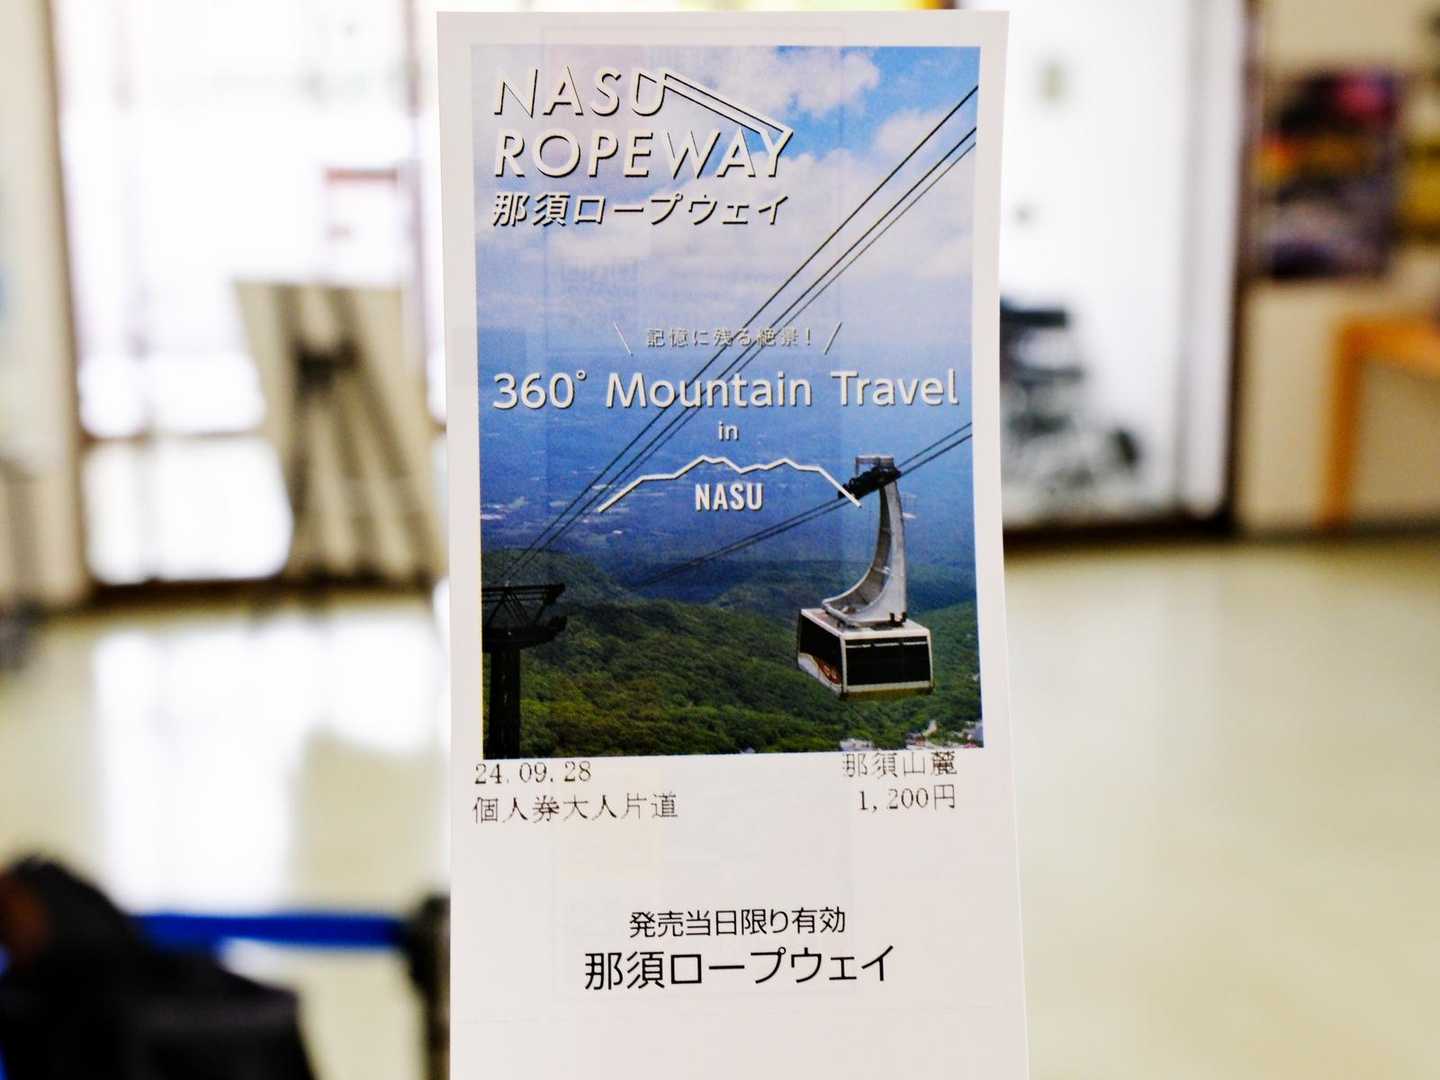 NASU
ROPEWAY
那須ロープウェイ
記憶に残る絶景!
360° Mountain Travel
in
NASU
24.09.28 那須山麓
個人券大人片道 1,200円
発売当日限り有効
那須ロープウェイ